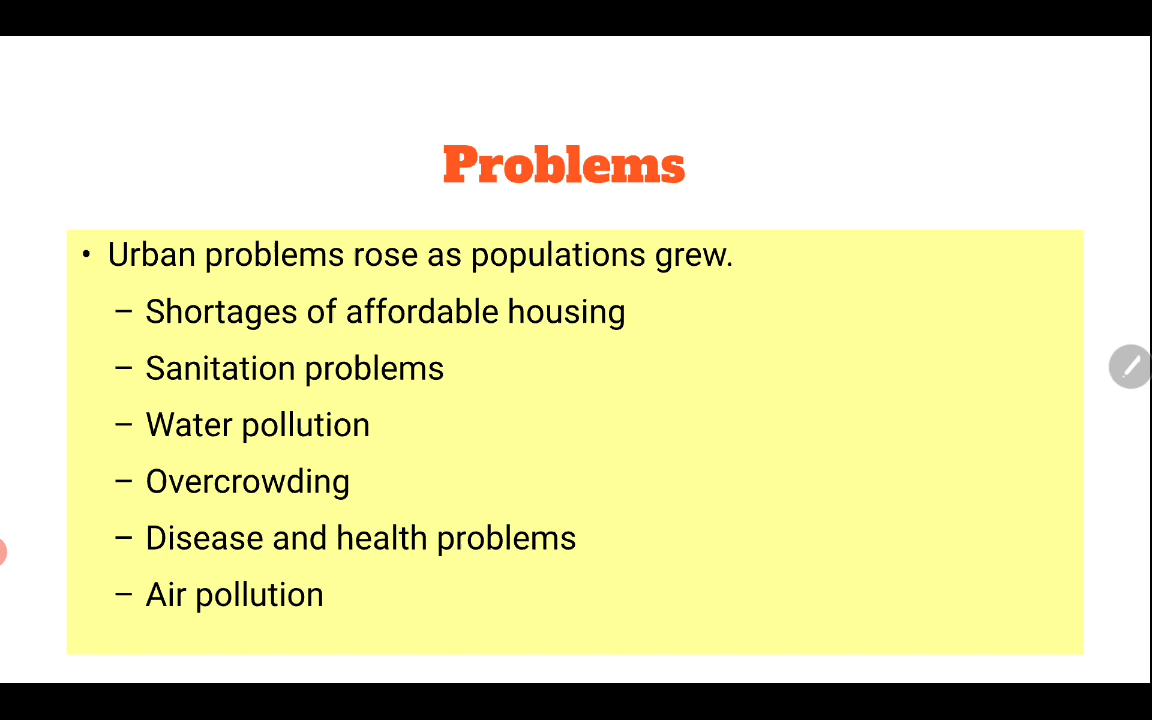 Problems
• Urban problems rose as populations grew.
– Shortages of affordable housing
– Sanitation problems
– Water pollution
– Overcrowding
– Disease and health problems
– Air pollution